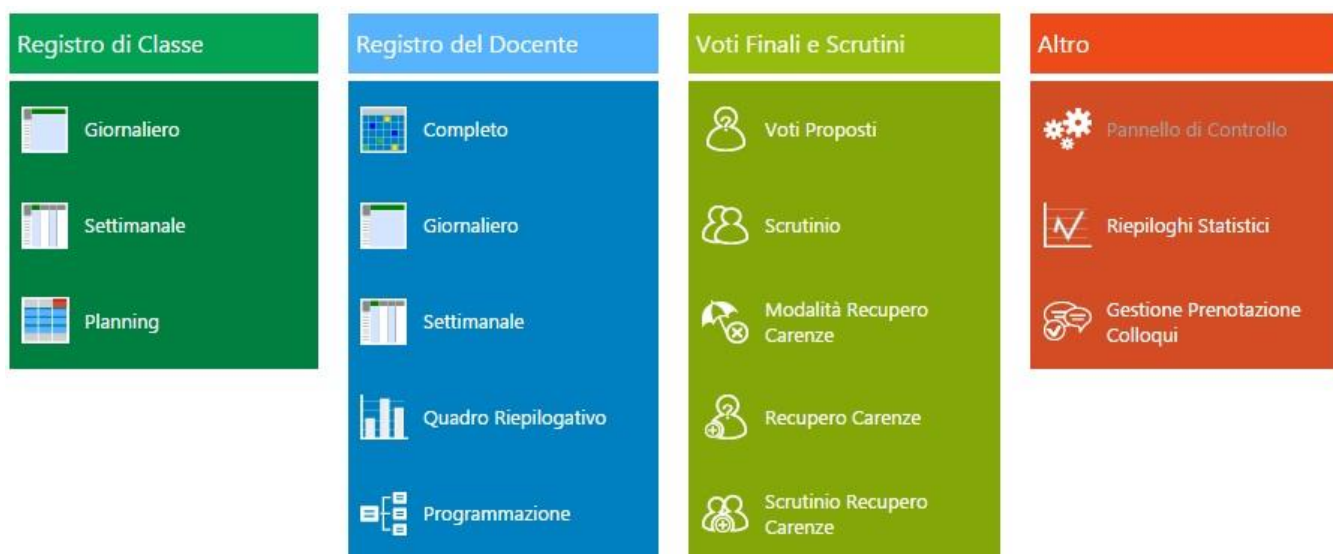 Registro di Classe
Giornaliero
Settimanale
Planning
Registro del Docente
Completo
Giornaliero
Settimanale
Quadro Riepilogativo
Programmazione
Voti Finali e Scrutini
Voti Proposti
Scrutinio
Modalità Recupero
Carenze
Recupero Carenze
Scrutinio Recupero
Carenze
Altro
Pannello di Controllo
Riepiloghi Statistici
Gestione Prenotazione
Colloqui